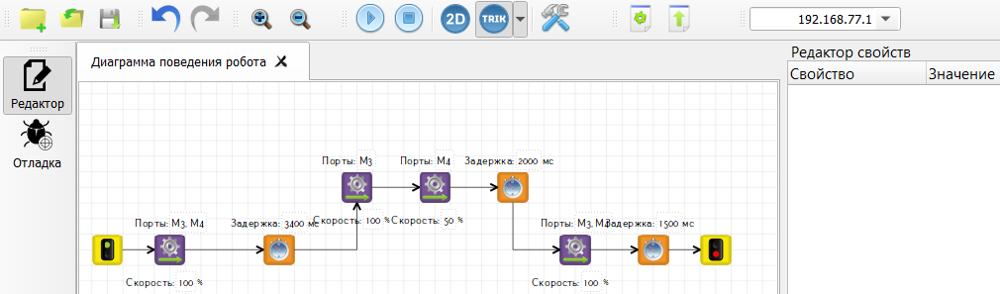 2D
TRIK
192.168.77.1
Редактор
Отладка
Диаграмма поведения робота
Редактор свойств
Свойство
Значение
Порты: M3
Порты: M4
Задержка: 2000 мс
Скорость: 100 %
Скорость: 50 %
Порты: M3, M4
Задержка: 3400 мс
Порты: M3, M4
Задержка: 1500 мс
Скорость: 100 %
Скорость: 100 %